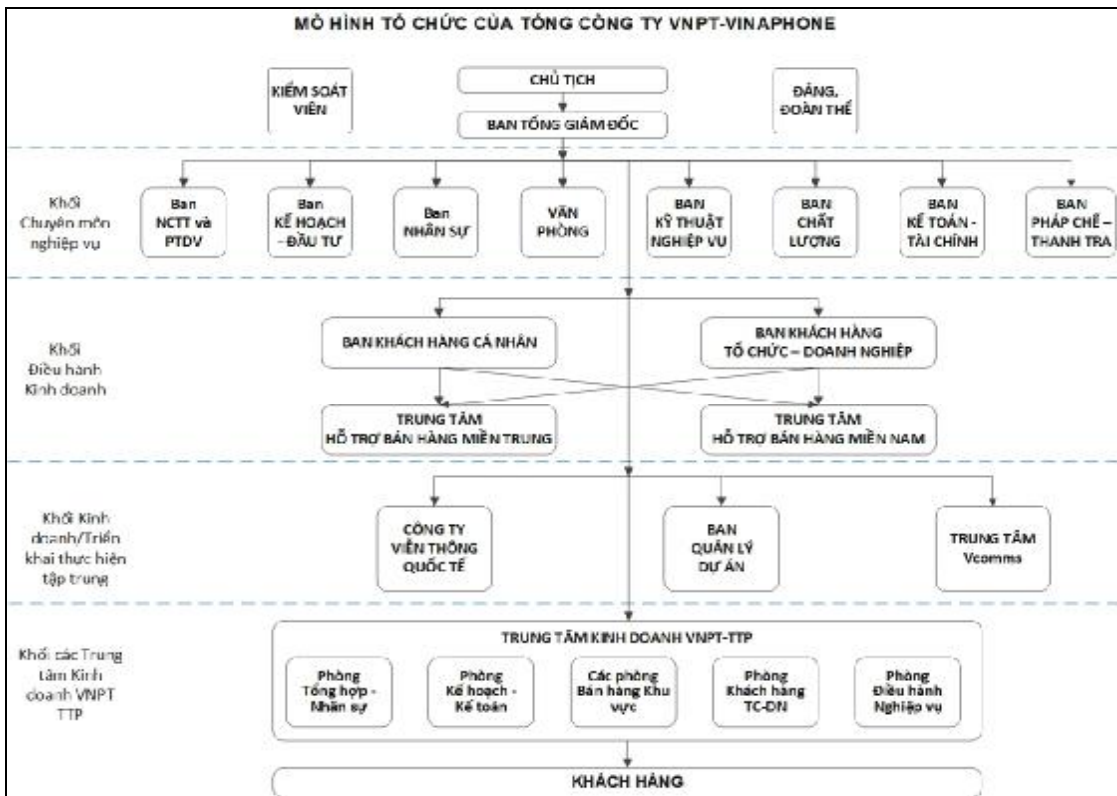 MÔ HÌNH TỔ CHỨC CỦA TỔNG CÔNG TY VNPT-VINAPHONE
KIỂM SOÁT
VIÊN
CHỦ TỊCH
BAN TỔNG GIÁM ĐỐC
ĐẢNG,
ĐOÀN THỂ
Khối
Chuyên môn
nghiệp vụ
Ban
NCTT và
PTDV
Ban
KẾ HOẠCH
- ĐẦU TƯ
Ban
NHÂN SỰ
VĂN
PHÒNG
BAN
KỸ THUẬT
NGHIỆP VỤ
BAN
CHẤT
LƯỢNG
BAN
KẾ TOÁN -
TÀI CHÍNH
BAN
PHÁP CHẾ –
THANH TRA
Khối
Điều hành
Kinh doanh
BAN KHÁCH HÀNG CÁ NHÂN
BAN KHÁCH HÀNG
TỔ CHỨC – DOANH NGHIỆP
TRUNG TÂM
HỖ TRỢ BÁN HÀNG MIỀN TRUNG
TRUNG TÂM
HỖ TRỢ BÁN HÀNG MIỀN NAM
Khối Kinh
doanh/Triển
khai thực hiện
tập trung
CÔNG TY
VIỄN THÔNG
QUỐC TẾ
BAN
QUẢN LÝ
DỰ ÁN
TRUNG TÂM
Vcomms
Khối các Trung
tâm Kinh
doanh VNPT
TTP
TRUNG TÂM KINH DOANH VNPT-TTP
Phòng
Tổng hợp -
Nhân sự
Phòng
Kế hoạch -
Kế toán
Các phòng
Bán hàng Khu
vực
Phòng
Khách hàng
TC-DN
Phòng
Điều hành
Nghiệp vụ
KHÁCH HÀNG